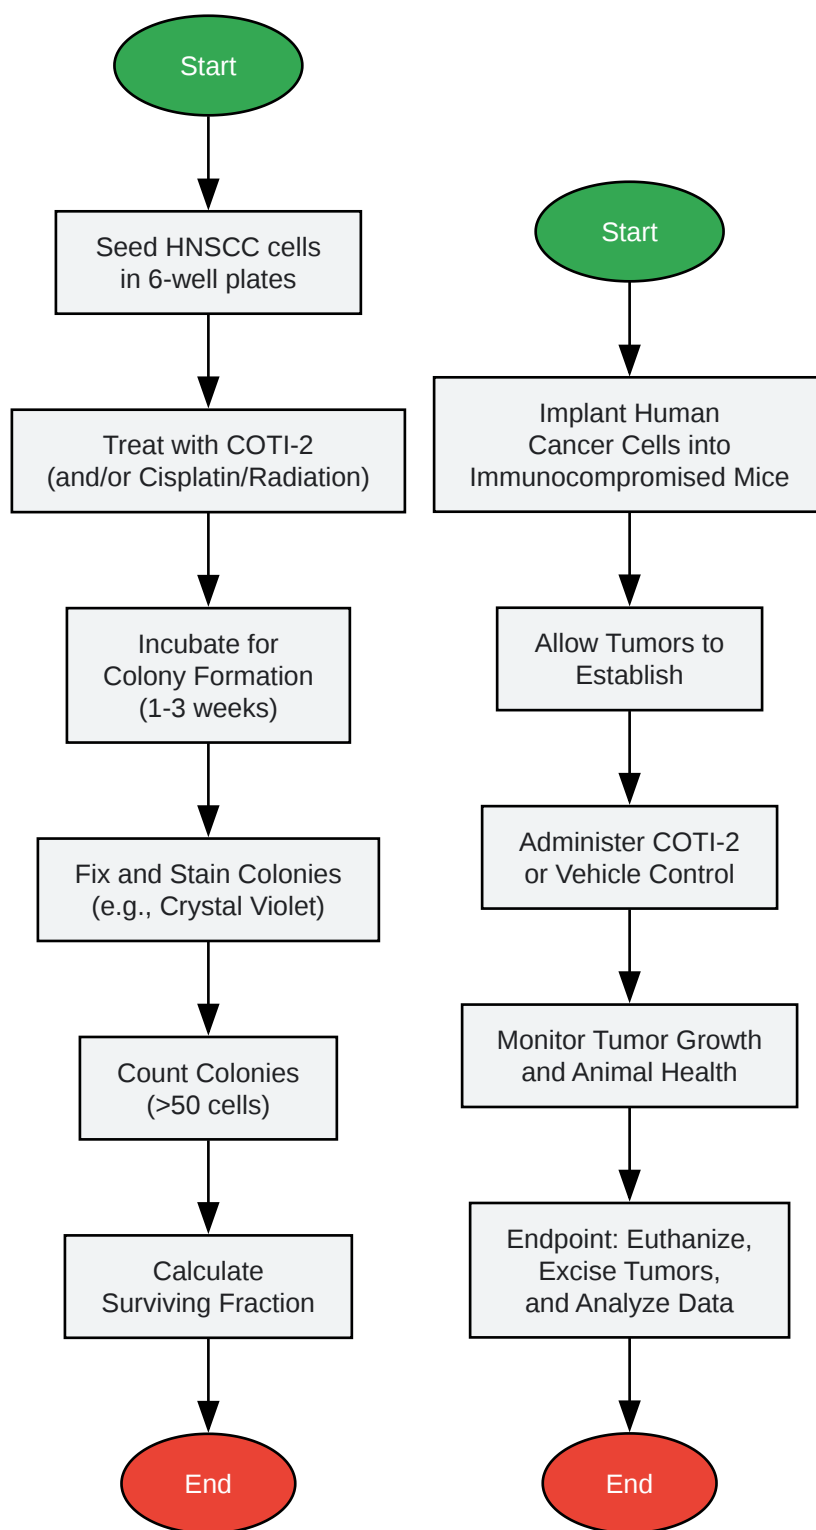 Start
Seed HNSCC cells
in 6-well plates
Treat with COTI-2
(and/or Cisplatin/Radiation)
Incubate for
Colony Formation
(1-3 weeks)
Fix and Stain Colonies
(e.g., Crystal Violet)
Count Colonies
(>50 cells)
Calculate
Surviving Fraction
End
Start
Implant Human
Cancer Cells into
Immunocompromised Mice
Allow Tumors to
Establish
Administer COTI-2
or Vehicle Control
Monitor Tumor Growth
and Animal Health
Endpoint: Euthanize,
Excise Tumors,
and Analyze Data
End